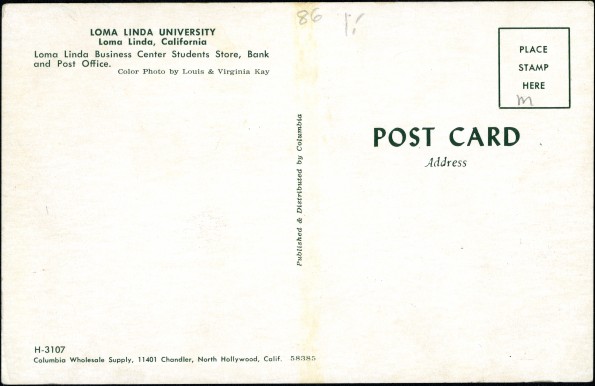 LOMA LINDA UNIVERSITY
Loma Linda, California
Loma Linda Business Center Students Store, Bank
and Post Office.
Color Photo by Louis & Virginia Kay
86
PLACE
STAMP
HERE
m
POST CARD
Address
Published & Distributed by Columbia
H-3107
Columbia Wholesale Supply, 11401 Chandler, North Hollywood, Calif. 58385